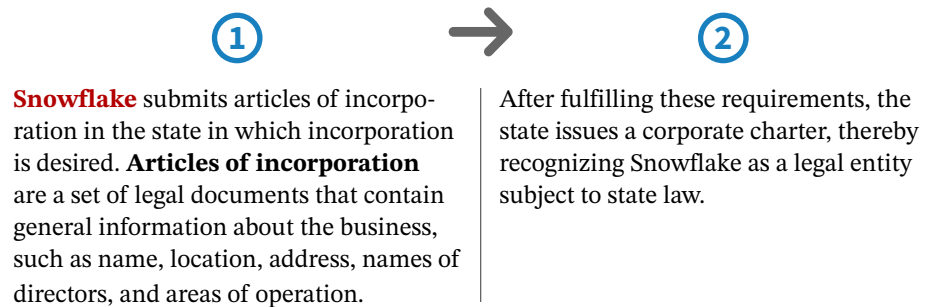 1
2
Snowflake submits articles of incorpo-
ration in the state in which incorporation
is desired. Articles of incorporation
are a set of legal documents that contain
general information about the business,
such as name, location, address, names of
directors, and areas of operation.
After fulfilling these requirements, the
state issues a corporate charter, thereby
recognizing Snowflake as a legal entity
subject to state law.